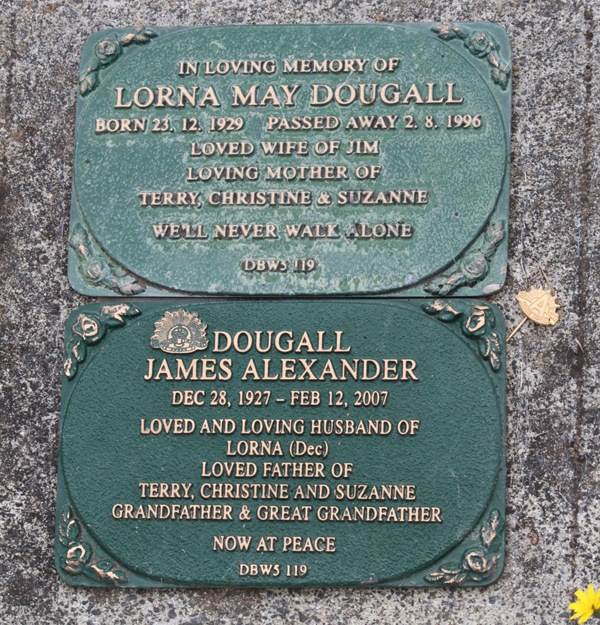 IN LOVING MEMORY OF
LORNA MAY DOUGALL
BORN 23. 12. 1929 PASSED AWAY 2. 8. 1996
LOVED WIFE OF JIM
LOVING MOTHER OF
TERRY, CHRISTINE & SUZANNE
WE'LL NEVER WALK ALONE
DBW5 119
DOUGALL
JAMES ALEXANDER
DEC 28, 1927 – FEB 12, 2007
LOVED AND LOVING HUSBAND OF
LORNA (Dec)
LOVED FATHER OF
TERRY, CHRISTINE AND SUZANNE
GRANDFATHER & GREAT GRANDFATHER
NOW AT PEACE
DBW5 119